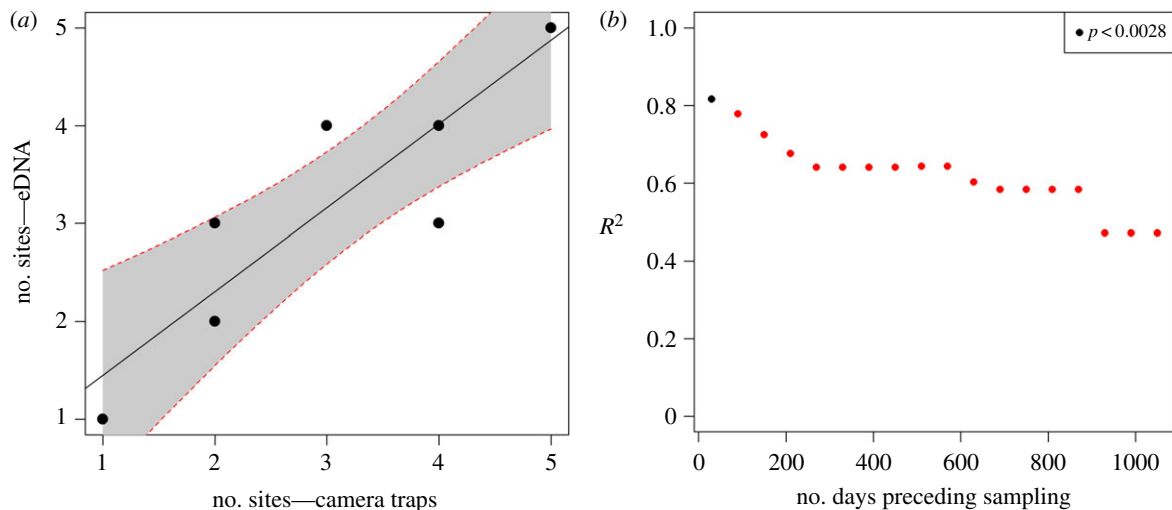 (a)
5
4
3
2
1
no. sites—eDNA
1 2 3 4 5
no. sites—camera traps
(b)
p < 0.0028
1.0
0.8
0.6
0.4
0.2
0
R²
0 200 400 600 800 1000
no. days preceding sampling